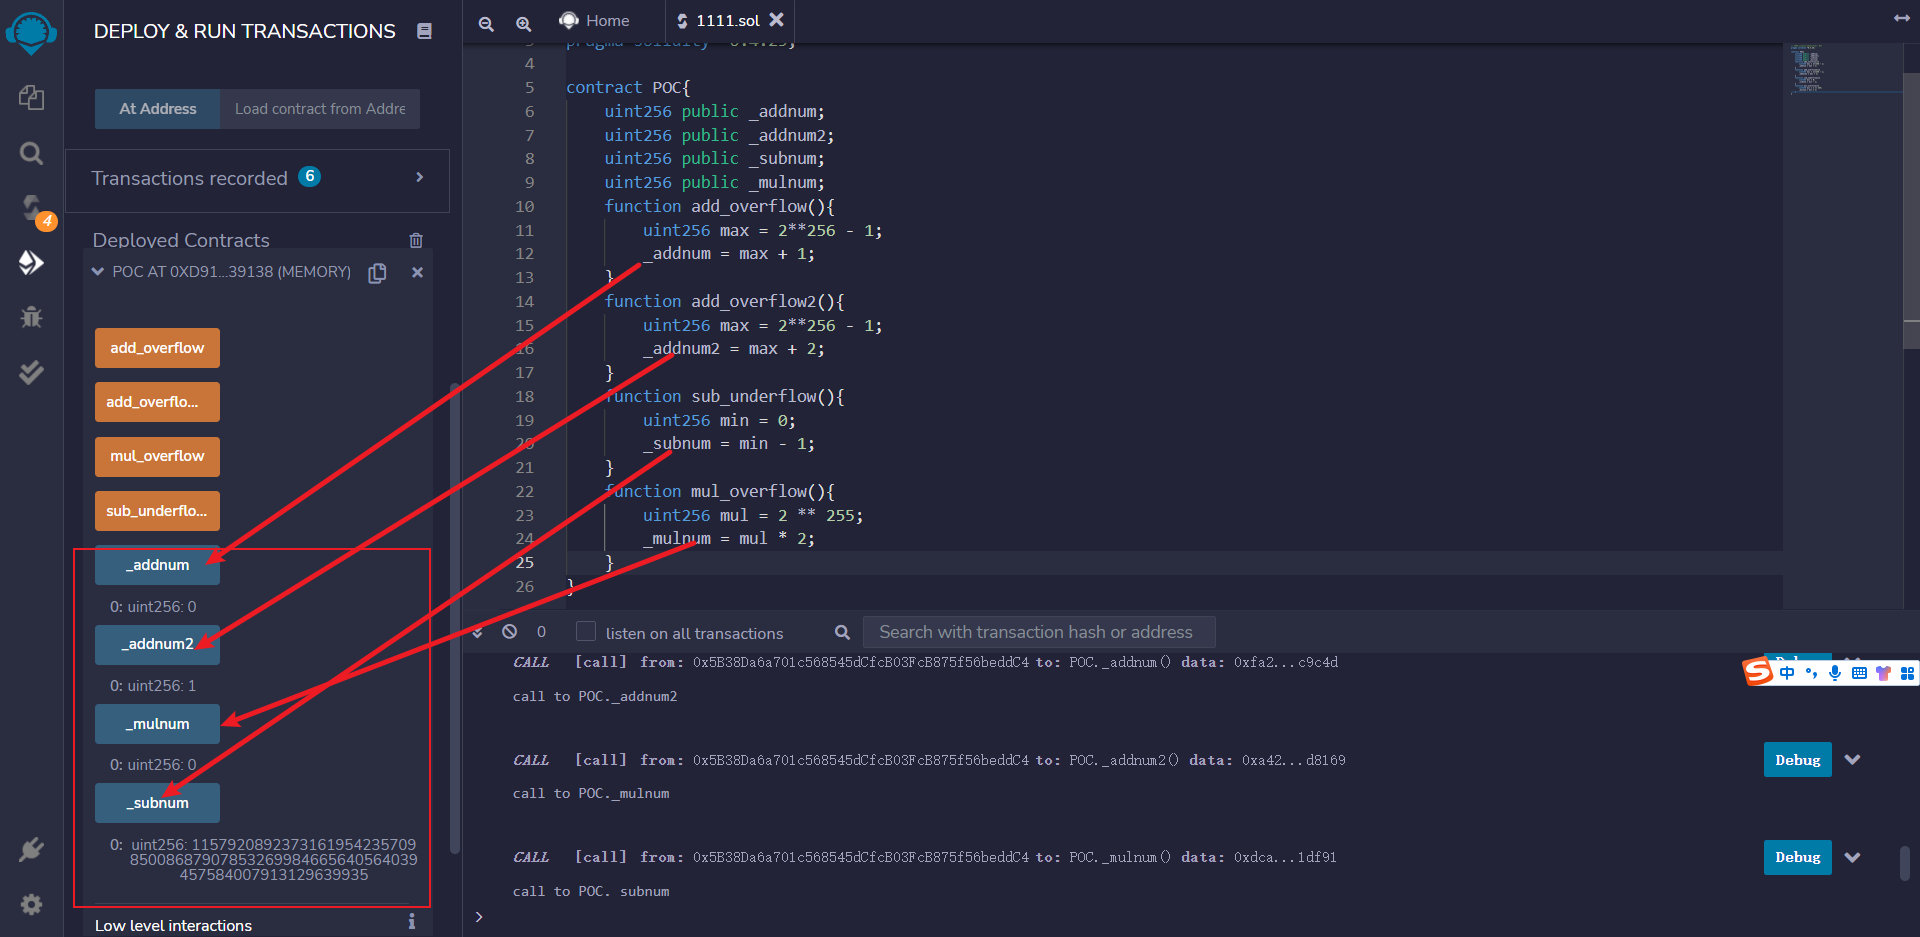 DEPLOY & RUN TRANSACTIONS
At Address
Load contract from Addre
Transactions recorded 6
4
Deployed Contracts
POC AT 0XD91...39138 (MEMORY)
add_overflow
add_overflo...
mul_overflow
sub_underflo...
_addnum
0: uint256: 0
_addnum2
0: uint256: 1
_mulnum
0: uint256: 0
_subnum
0: uint256: 1157920892373161954235709
85008687907853269984665640564039
457584007913129639935
Low level interactions
Home
1111.sol
4
5 contract POC{
6 uint256 public _addnum;
7 uint256 public _addnum2;
8 uint256 public _subnum;
9 uint256 public _mulnum;
10 function add_overflow(){
11 uint256 max = 2**256 - 1;
12 _addnum = max + 1;
13 }
14 function add_overflow2(){
15 uint256 max = 2**256 - 1;
16 _addnum2 = max + 2;
17 }
18 function sub_underflow(){
19 uint256 min = 0;
20 _subnum = min - 1;
21 }
22 function mul_overflow(){
23 uint256 mul = 2 ** 255;
24 _mulnum = mul * 2;
25 }
26 }
0
listen on all transactions
Search with transaction hash or address
CALL [call] from: 0x5B38Da6a701c568545dCfcB03FcB875f56beddC4 to: POC._addnum() data: 0xfa2...c9c4d
中
call to POC._addnum2
CALL [call] from: 0x5B38Da6a701c568545dCfcB03FcB875f56beddC4 to: POC._addnum2() data: 0xa42...d8169
Debug
call to POC._mulnum
CALL [call] from: 0x5B38Da6a701c568545dCfcB03FcB875f56beddC4 to: POC._mulnum() data: 0xdca...1df91
Debug
call to POC. subnum
>